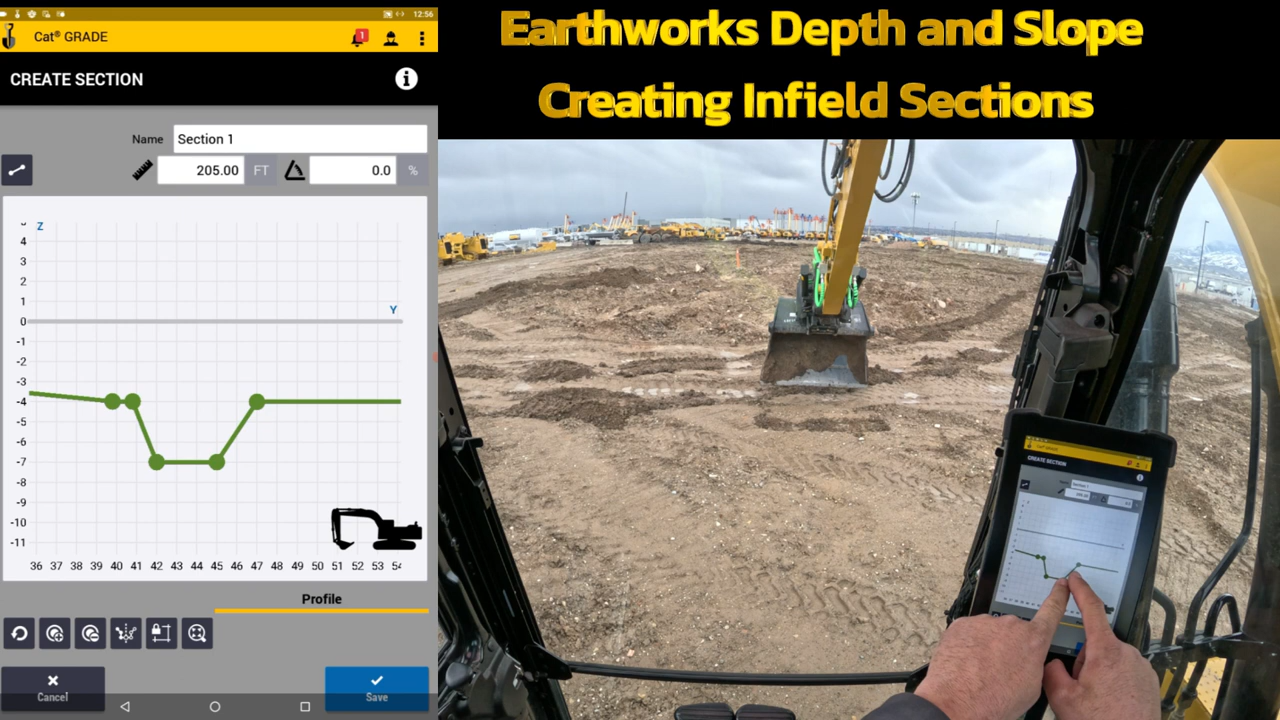 12:56
Cat® GRADE
1
CREATE SECTION
Name Section 1
205.00 FT 0.0 %
Z
4
3
2
1
Y
0
-1
-2
-3
-4
-5
-6
-7
-8
-9
-10
-11
36 37 38 39 40 41 42 43 44 45 46 47 48 49 50 51 52 53
Profile
Cancel
Save
Earthworks Depth and Slope
Creating Infield Sections
CREATE SECTION